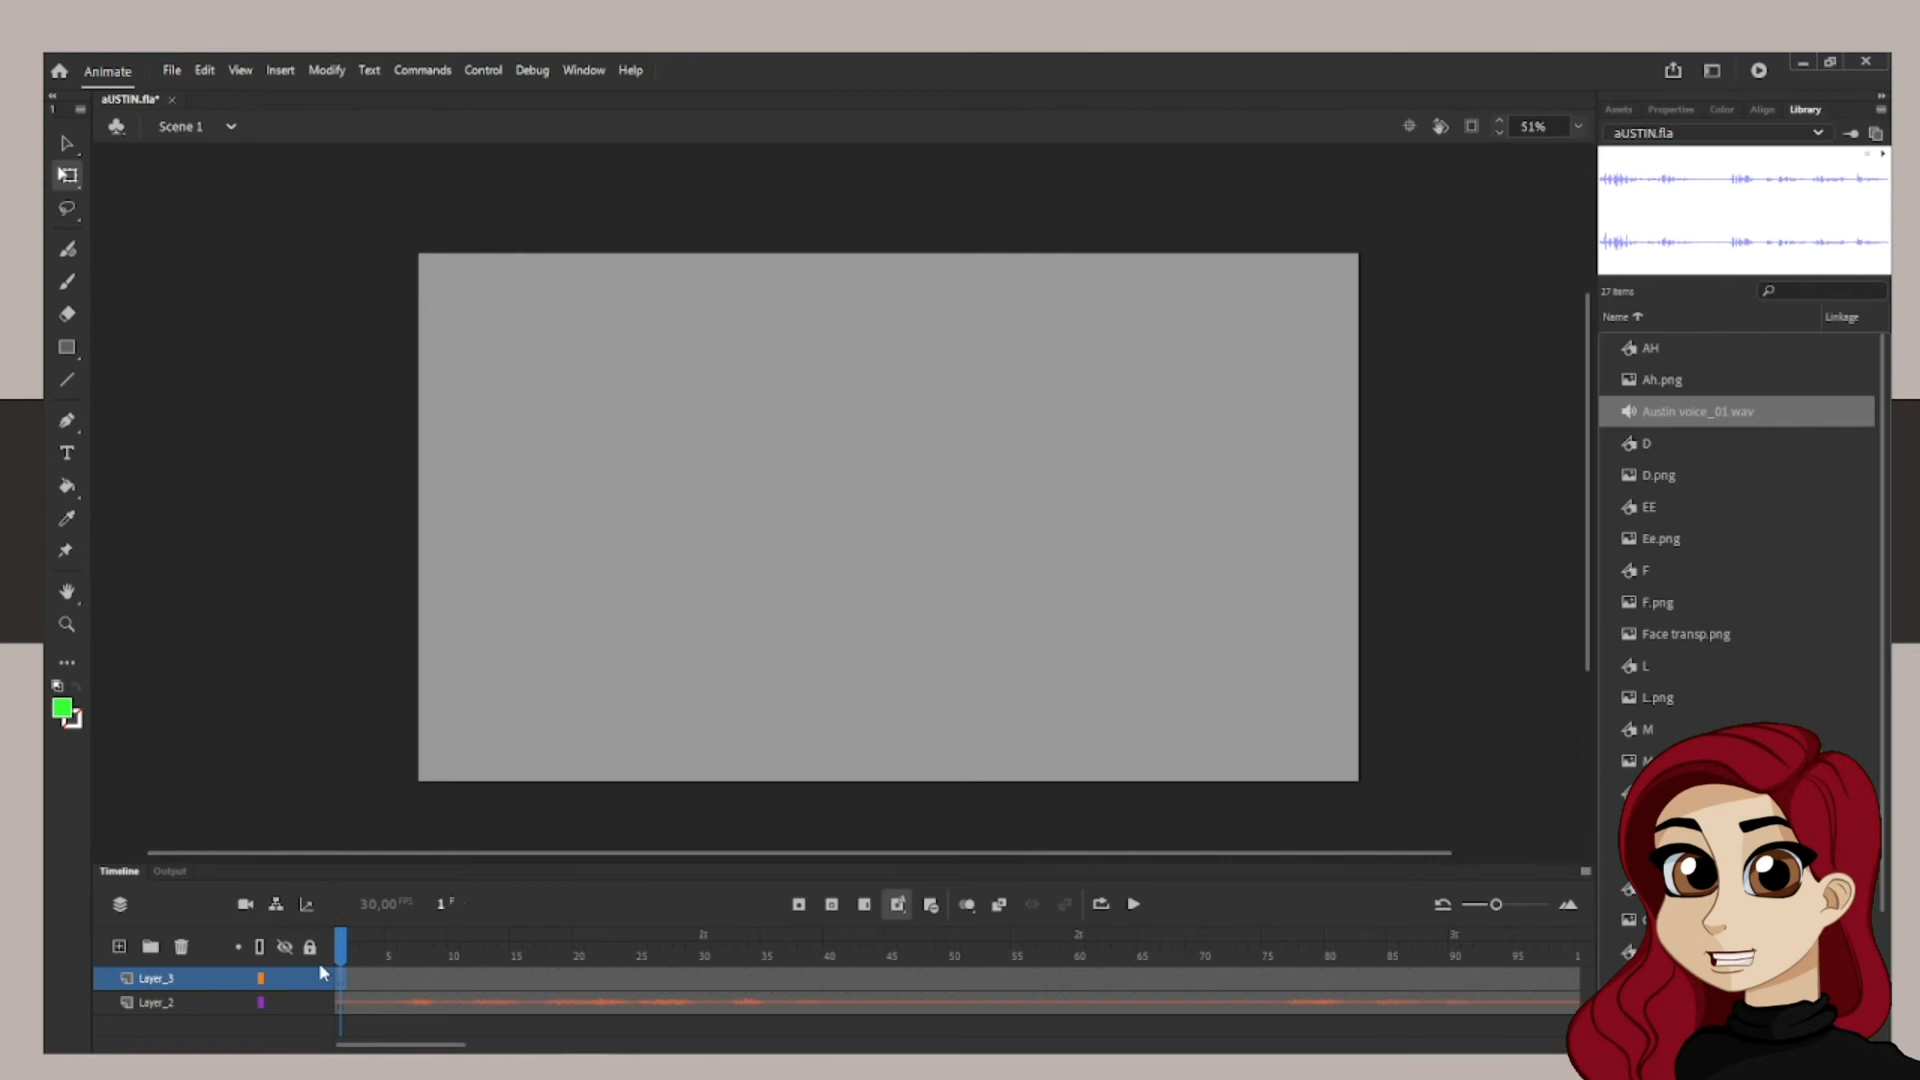 Animate File Edit View Insert Modify Text Commands Control Debug Window Help
aUSTIN.fla*
1
Scene 1
51%
Assets Properties Color Align Library
aUSTIN.fla
27 items
Name Linkage
AH
Ah.png
Austin voice_01.wav
D
D.png
EE
Ee.png
F
F.png
Face transp.png
L
L.png
M
Timeline Output
30,00 FPS 1 F
1s 2s 3s
5 10 15 20 25 30 35 40 45 50 55 60 65 70 75 80 85 90 95 1
Layer_3
Layer_2